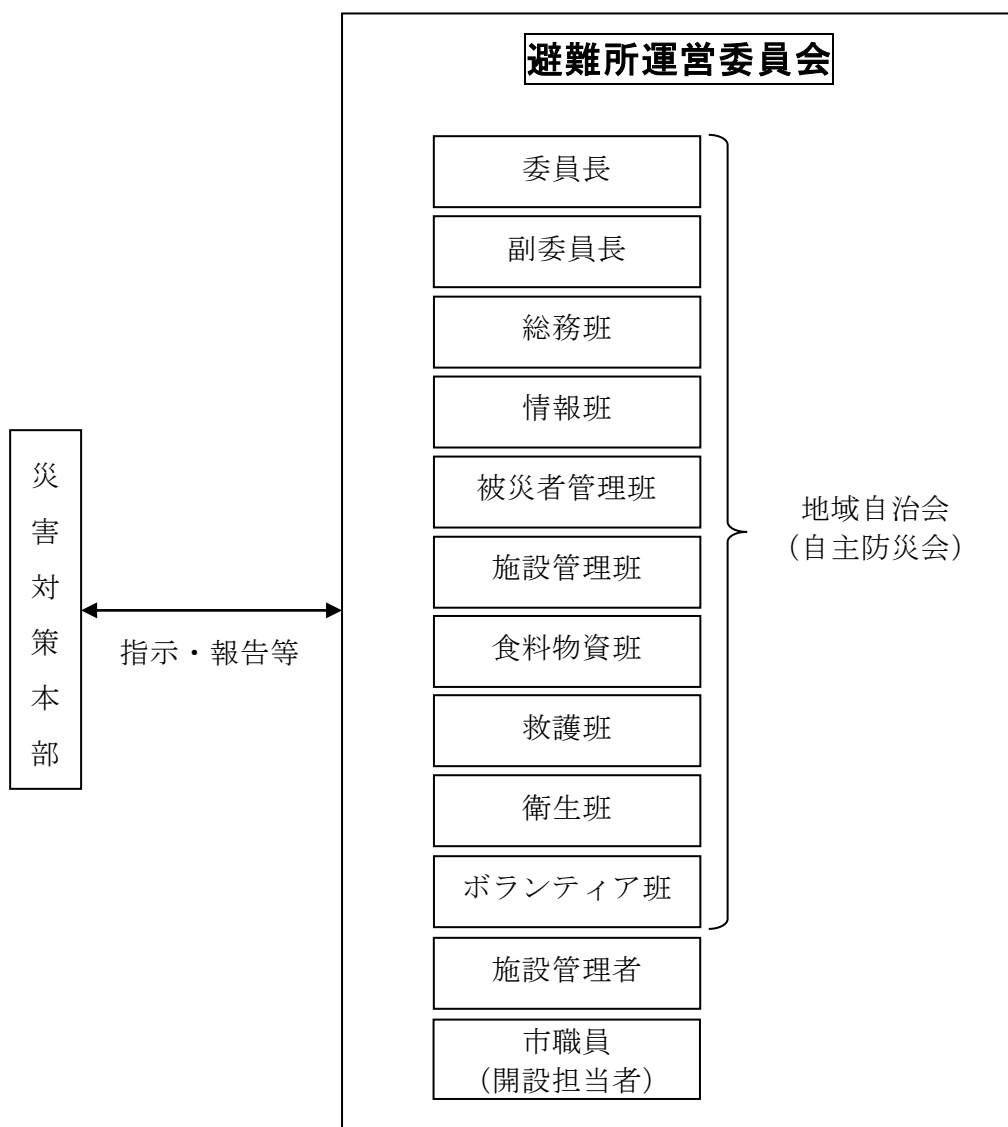 避難所運営委員会
委員長
副委員長
総務班
情報班
被災者管理班
施設管理班
食料物資班
救護班
衛生班
ボランティア班
施設管理者
市職員
（開設担当者）
地域自治会
（自主防災会）
災害対策本部
指示・報告等